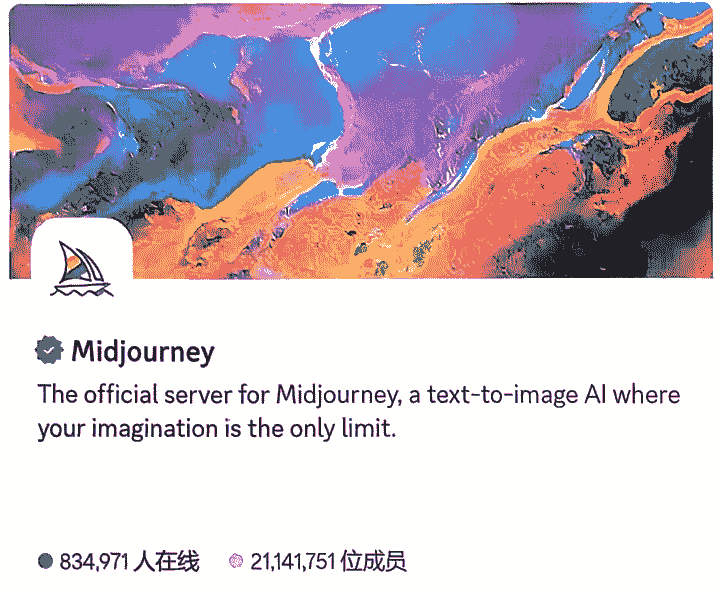 Midjourney
The official server for Midjourney, a text-to-image AI where
your imagination is the only limit.
834,971 人在线 21,141,751 位成员